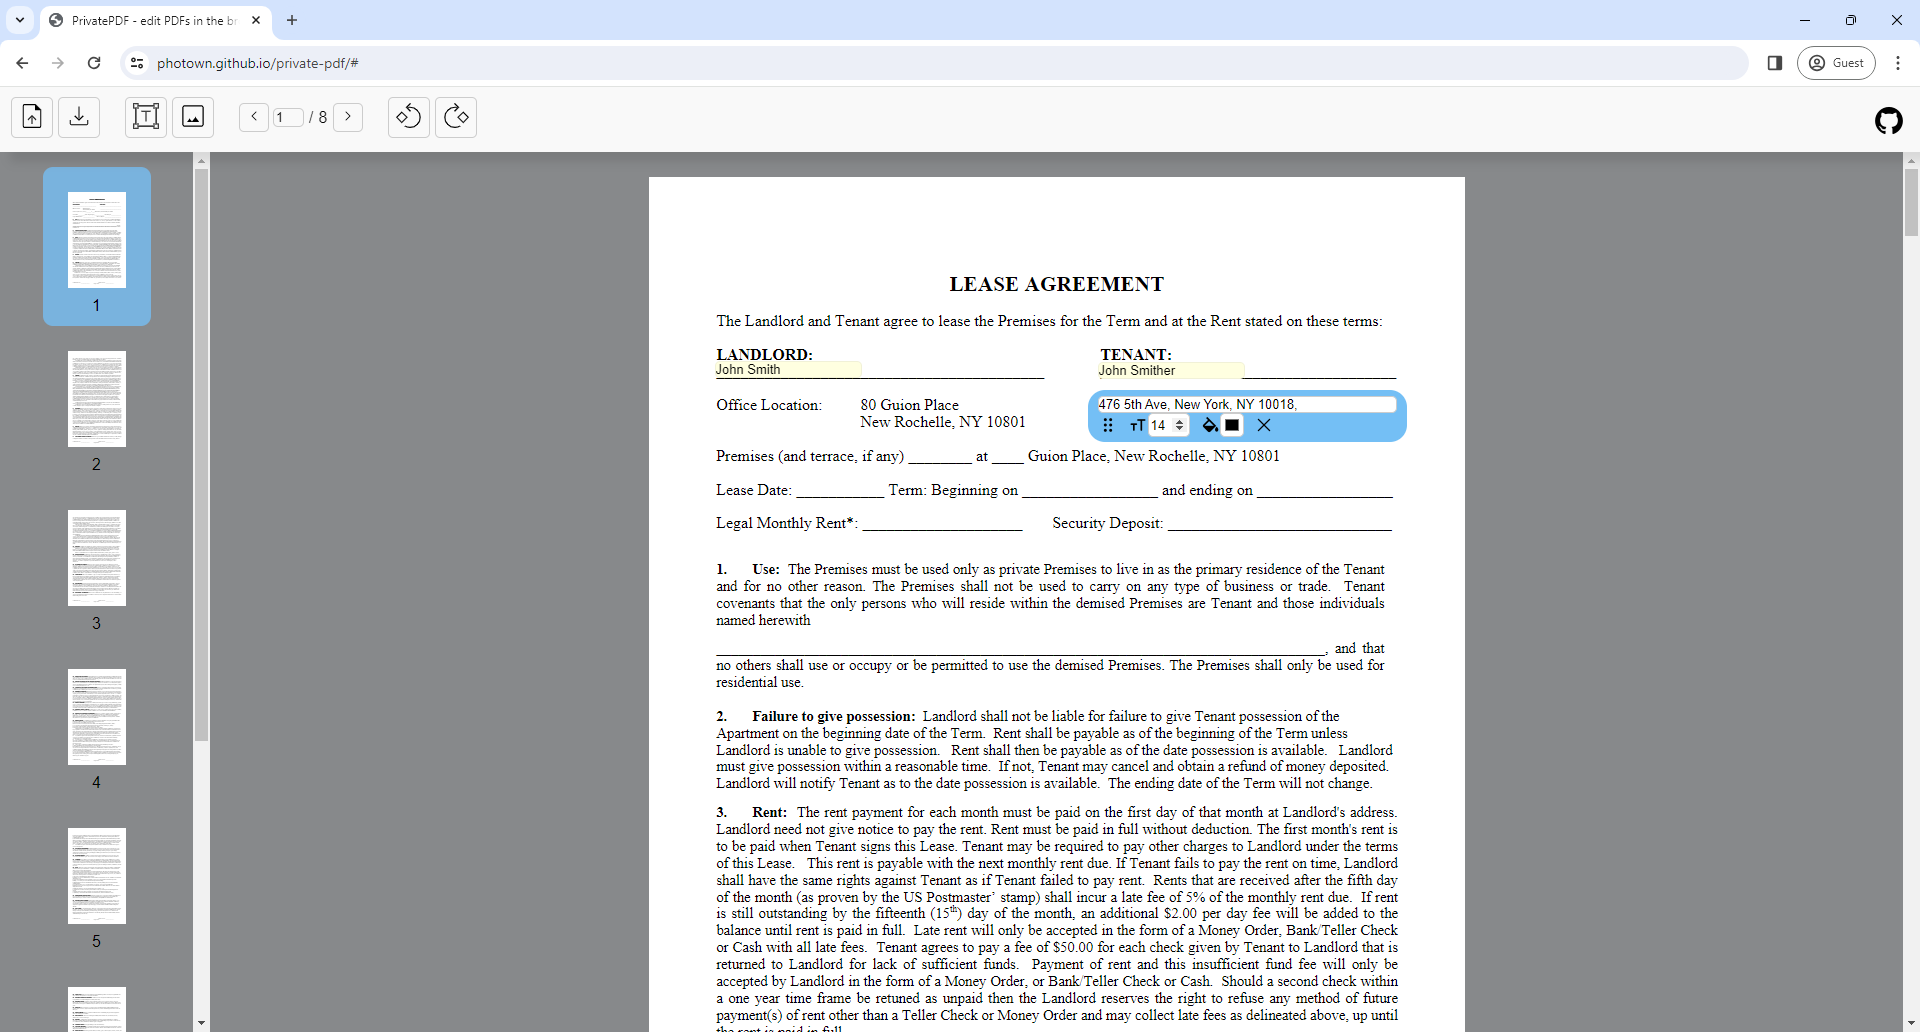 PrivatePDF - edit PDFs in the br
photown.github.io/private-pdf/#
Guest
1 / 8
1
2
3
4
5
LEASE AGREEMENT
The Landlord and Tenant agree to lease the Premises for the Term and at the Rent stated on these terms:
LANDLORD: TENANT:
John Smith John Smither
Office Location: 80 Guion Place 476 5th Ave, New York, NY 10018,
New Rochelle, NY 10801
TT 14
Premises (and terrace, if any) ________ at ____ Guion Place, New Rochelle, NY 10801
Lease Date: ___________ Term: Beginning on _________________ and ending on _________________
Legal Monthly Rent*: ____________________ Security Deposit: ____________________________
1. Use: The Premises must be used only as private Premises to live in as the primary residence of the Tenant
and for no other reason. The Premises shall not be used to carry on any type of business or trade. Tenant
covenants that the only persons who will reside within the demised Premises are Tenant and those individuals
named herewith
____________________________________________________________________________, and that
no others shall use or occupy or be permitted to use the demised Premises. The Premises shall only be used for
residential use.
2. Failure to give possession: Landlord shall not be liable for failure to give Tenant possession of the
Apartment on the beginning date of the Term. Rent shall be payable as of the beginning of the Term unless
Landlord is unable to give possession. Rent shall then be payable as of the date possession is available. Landlord
must give possession within a reasonable time. If not, Tenant may cancel and obtain a refund of money deposited.
Landlord will notify Tenant as to the date possession is available. The ending date of the Term will not change.
3. Rent: The rent payment for each month must be paid on the first day of that month at Landlord's address.
Landlord need not give notice to pay the rent. Rent must be paid in full without deduction. The first month's rent is
to be paid when Tenant signs this Lease. Tenant may be required to pay other charges to Landlord under the terms
of this Lease. This rent is payable with the next monthly rent due. If Tenant fails to pay the rent on time, Landlord
shall have the same rights against Tenant as if Tenant failed to pay rent. Rents that are received after the fifth day
of the month (as proven by the US Postmaster’ stamp) shall incur a late fee of 5% of the monthly rent due. If rent
is still outstanding by the fifteenth (15th) day of the month, an additional $2.00 per day fee will be added to the
balance until rent is paid in full. Late rent will only be accepted in the form of a Money Order, Bank/Teller Check
or Cash with all late fees. Tenant agrees to pay a fee of $50.00 for each check given by Tenant to Landlord that is
returned to Landlord for lack of sufficient funds. Payment of rent and this insufficient fund fee will only be
accepted by Landlord in the form of a Money Order, or Bank/Teller Check or Cash. Should a second check within
a one year time frame be retuned as unpaid then the Landlord reserves the right to refuse any method of future
payment(s) of rent other than a Teller Check or Money Order and may collect late fees as delineated above, up until
the rent is paid in full